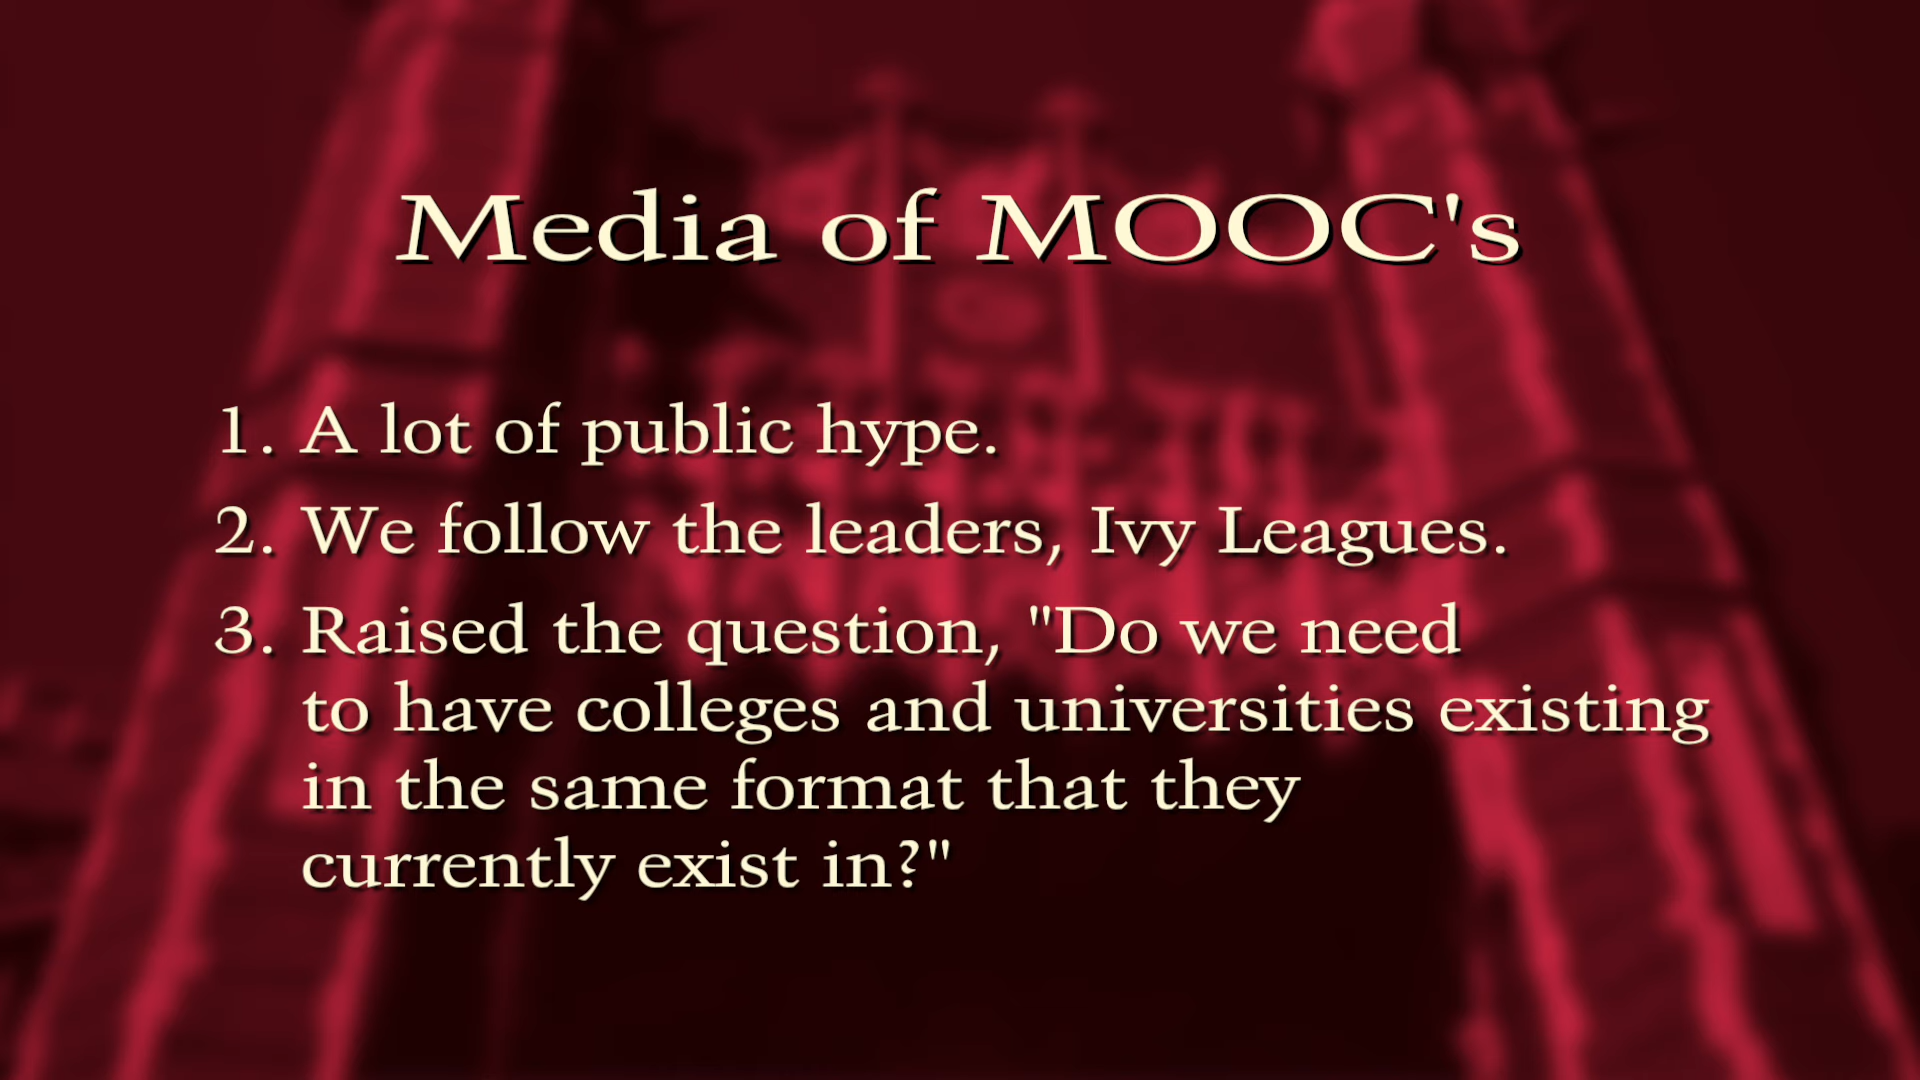 Media of MOOC's
1. A lot of public hype.
2. We follow the leaders, Ivy Leagues.
3. Raised the question, "Do we need
to have colleges and universities existing
in the same format that they
currently exist in?"